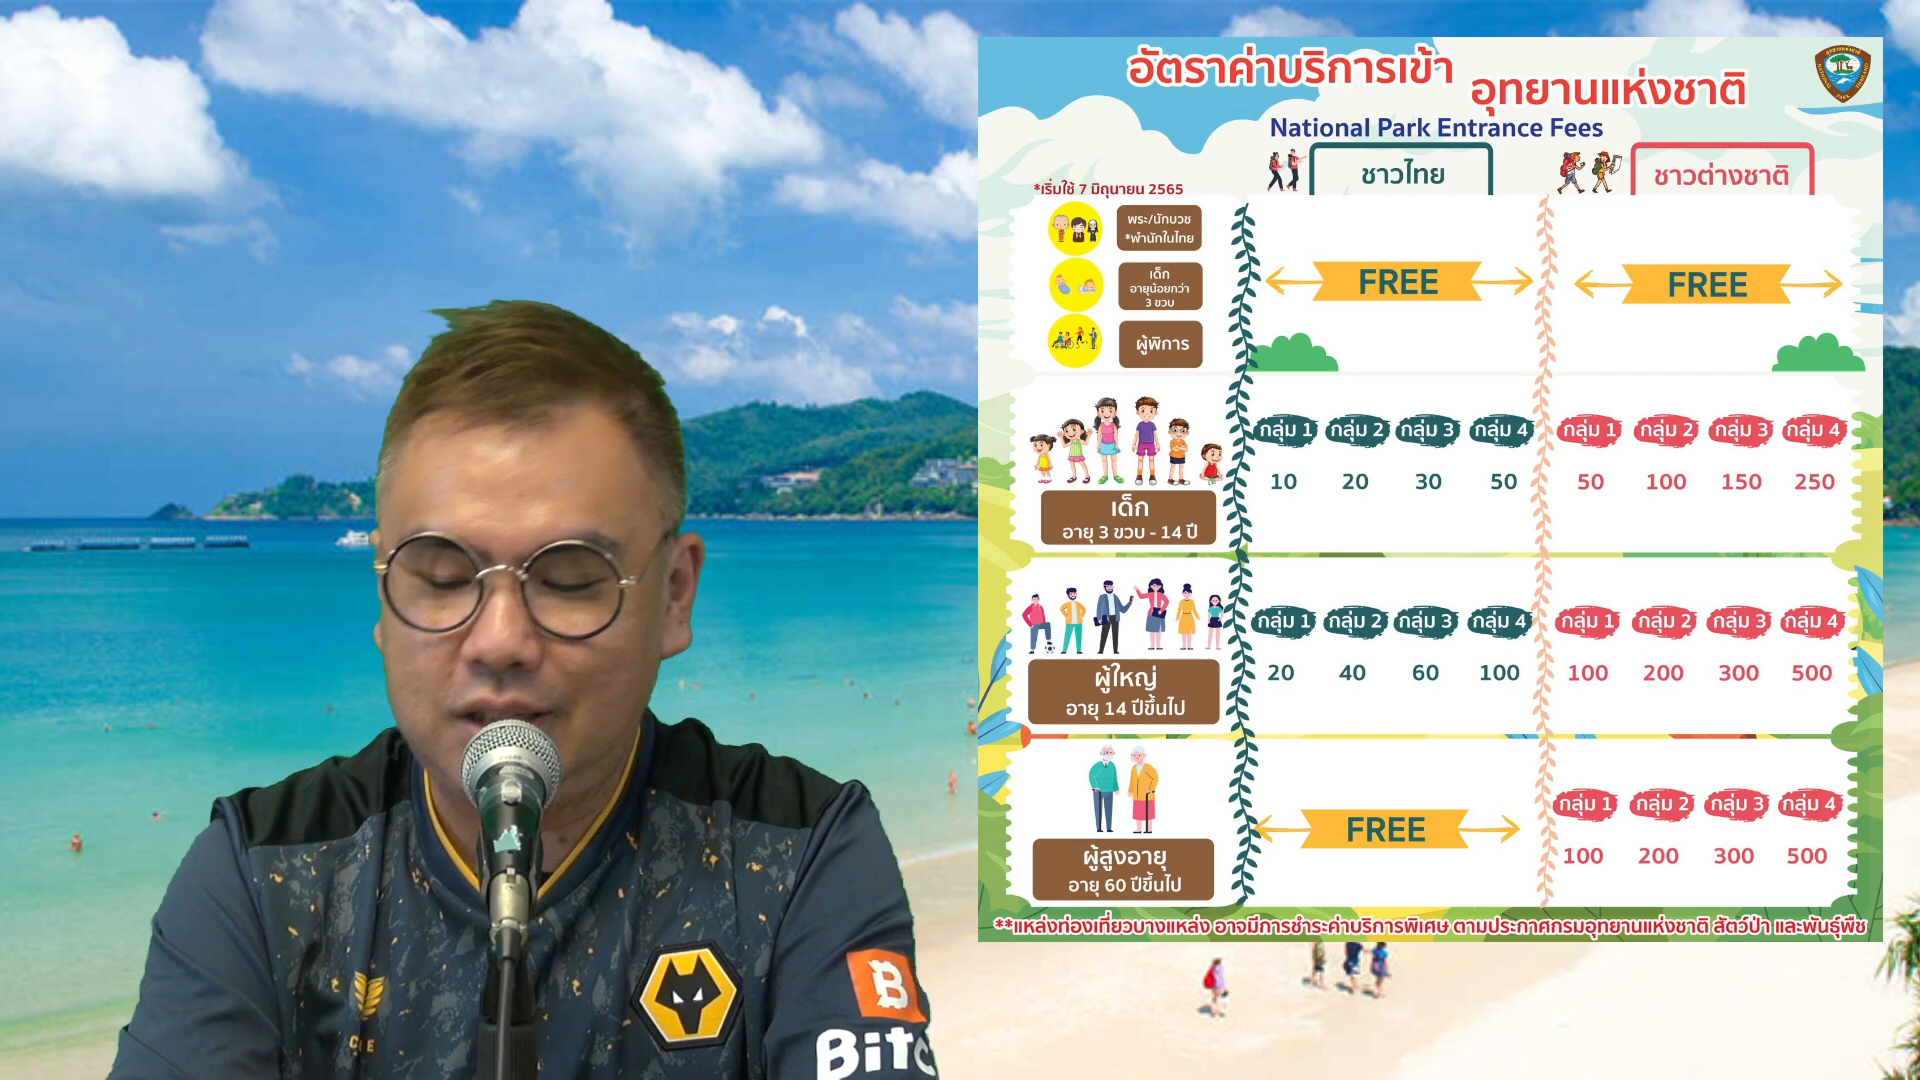 อัตราค่าบริการเข้า
อุทยานแห่งชาติ
National Park Entrance Fees
*เริ่มใช้ 7 มิถุนายน 2565
ชาวไทย
ชาวต่างชาติ
พระ/นักบวช
*พำนักในไทย
เด็ก
อายุน้อยกว่า
3 ขวบ
ผู้พิการ
FREE FREE
กลุ่ม 1 กลุ่ม 2 กลุ่ม 3 กลุ่ม 4 กลุ่ม 1 กลุ่ม 2 กลุ่ม 3 กลุ่ม 4
10 20 30 50 50 100 150 250
เด็ก
อายุ 3 ขวบ - 14 ปี
กลุ่ม 1 กลุ่ม 2 กลุ่ม 3 กลุ่ม 4 กลุ่ม 1 กลุ่ม 2 กลุ่ม 3 กลุ่ม 4
20 40 60 100 100 200 300 500
ผู้ใหญ่
อายุ 14 ปีขึ้นไป
FREE
กลุ่ม 1 กลุ่ม 2 กลุ่ม 3 กลุ่ม 4
100 200 300 500
ผู้สูงอายุ
อายุ 60 ปีขึ้นไป
**แหล่งท่องเที่ยวบางแหล่ง อาจมีการชำระค่าบริการพิเศษ ตามประกาศกรมอุทยานแห่งชาติ สัตว์ป่า และพันธุ์พืช
Bitc